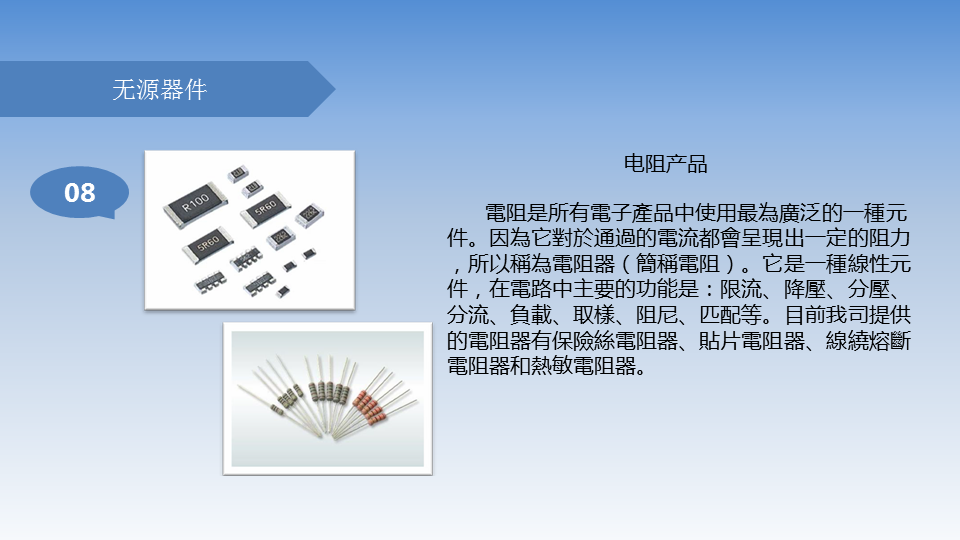 无源器件
08
电阻产品
電阻是所有電子產品中使用最為廣泛的一種元
件。因為它對於通過的電流都會呈現出一定的阻力
，所以稱為電阻器（簡稱電阻）。它是一種線性元
件，在電路中主要的功能是：限流、降壓、分壓、
分流、負載、取樣、阻尼、匹配等。目前我司提供
的電阻器有保險絲電阻器、貼片電阻器、線繞熔斷
電阻器和熱敏電阻器。
R100
5R60
5R60